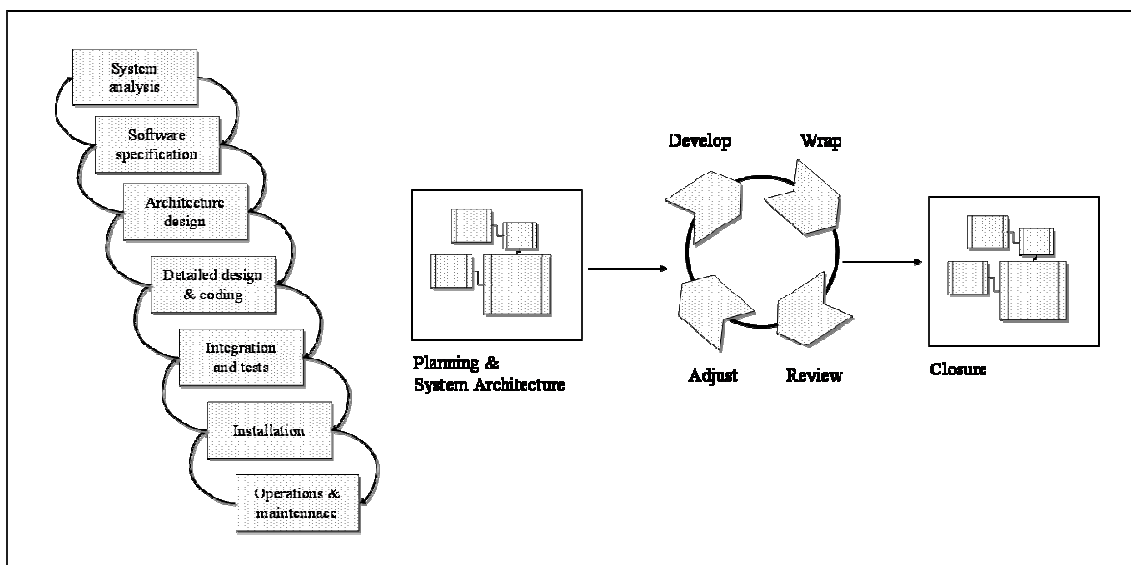 System
analysis
Software
specification
Architecture
design
Detailed design
& coding
Integration
and tests
Installation
Operations &
maintennace
Planning &
System Architecture
Develop
Wrap
Adjust
Review
Closure